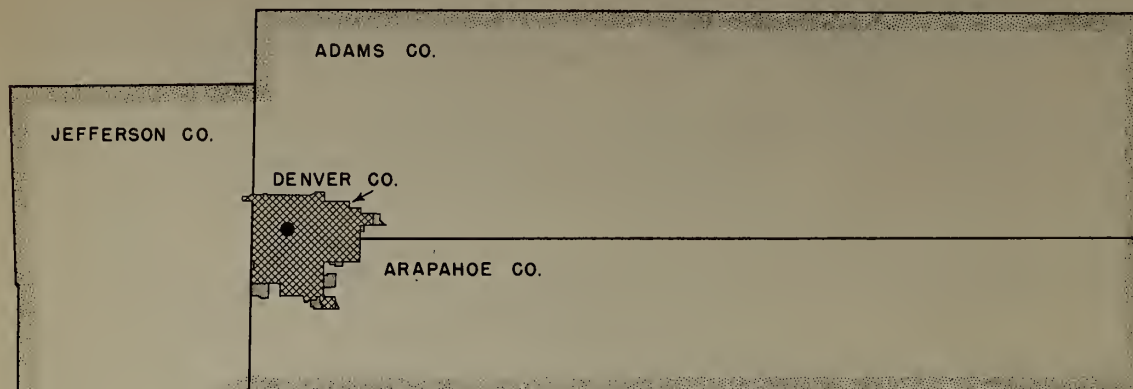 ADAMS CO.
JEFFERSON CO.
DENVER CO.
ARAPAHOE CO.